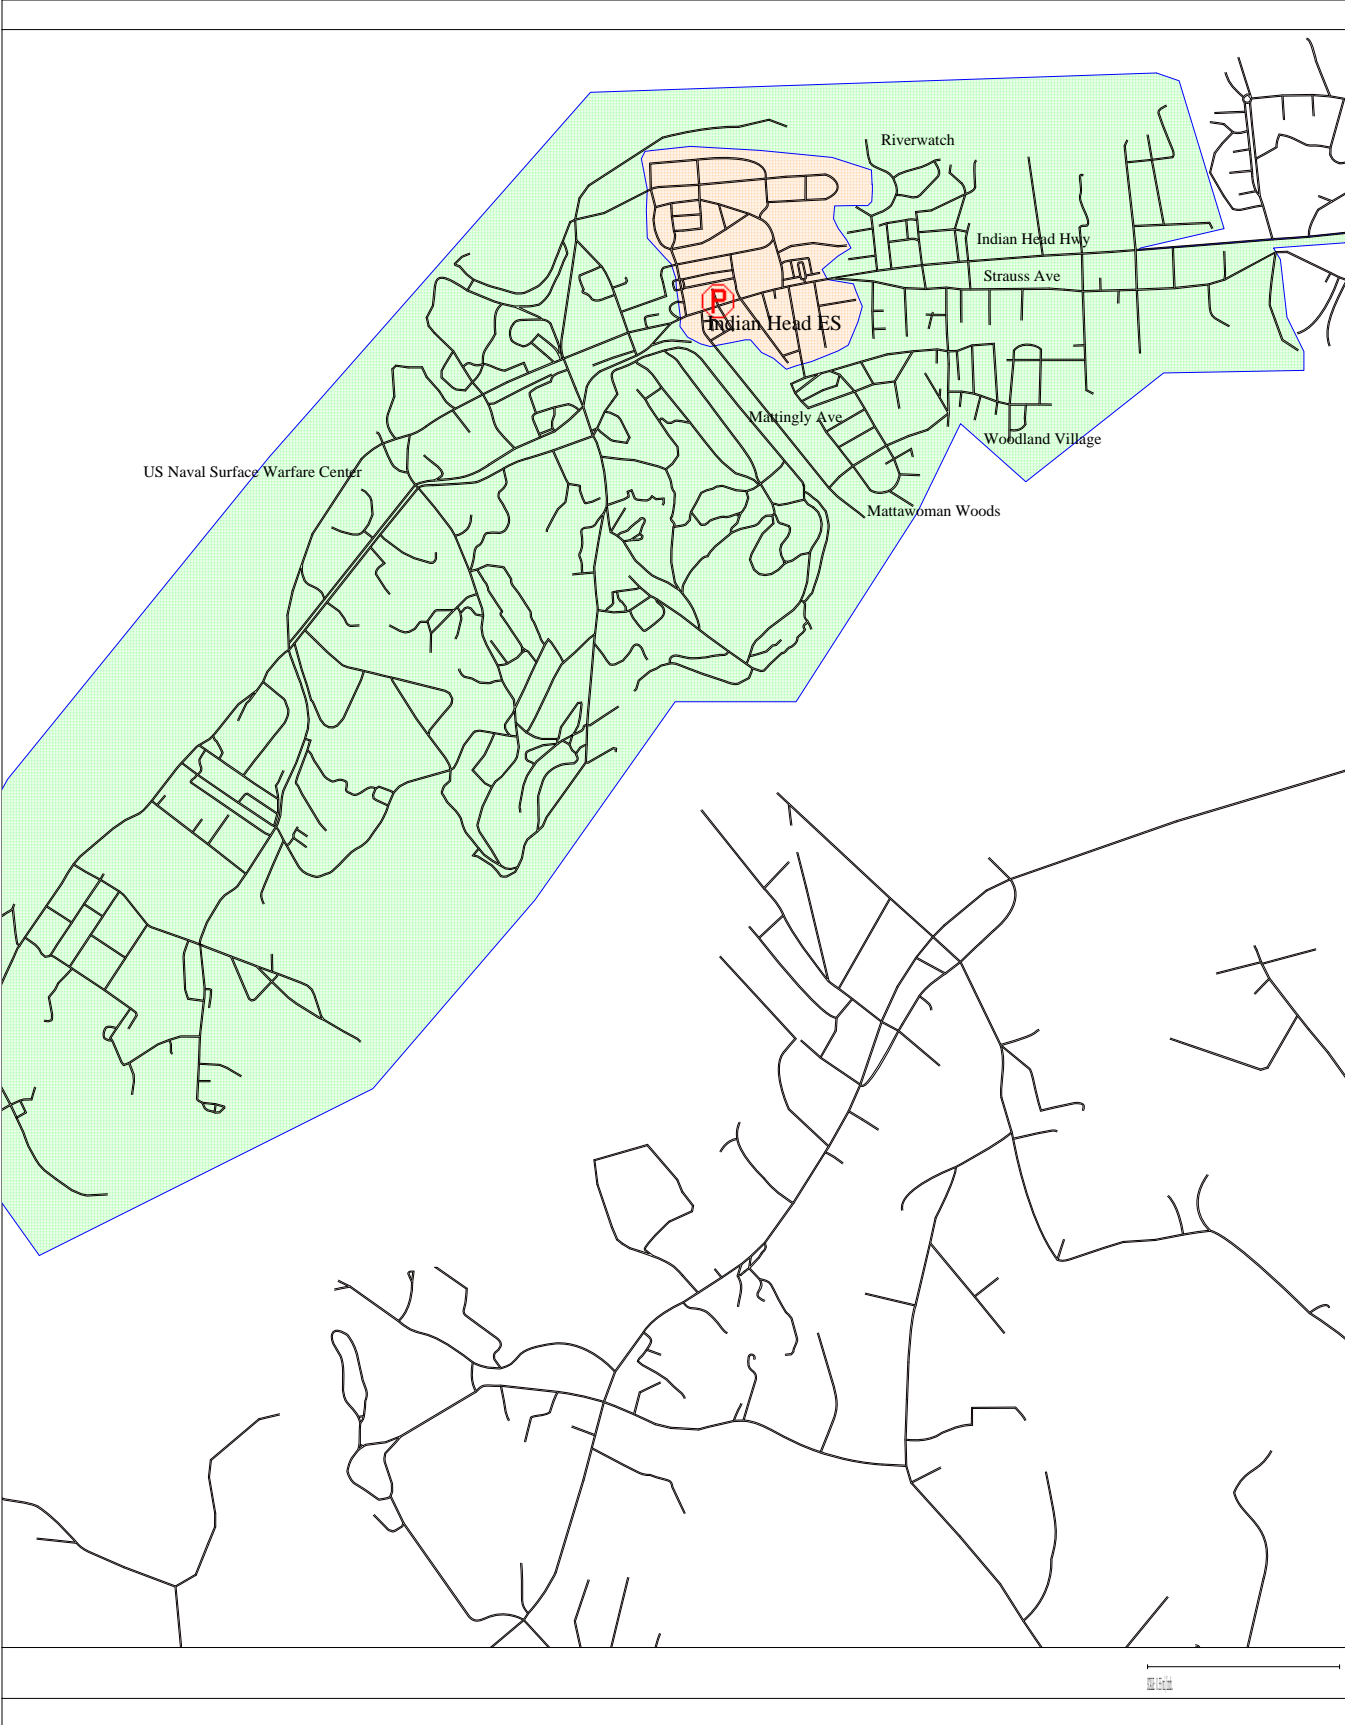 Riverwatch
Indian Head Hwy
Strauss Ave
P
Indian Head ES
Mattingly Ave
Woodland Village
US Naval Surface Warfare Center
Mattawoman Woods